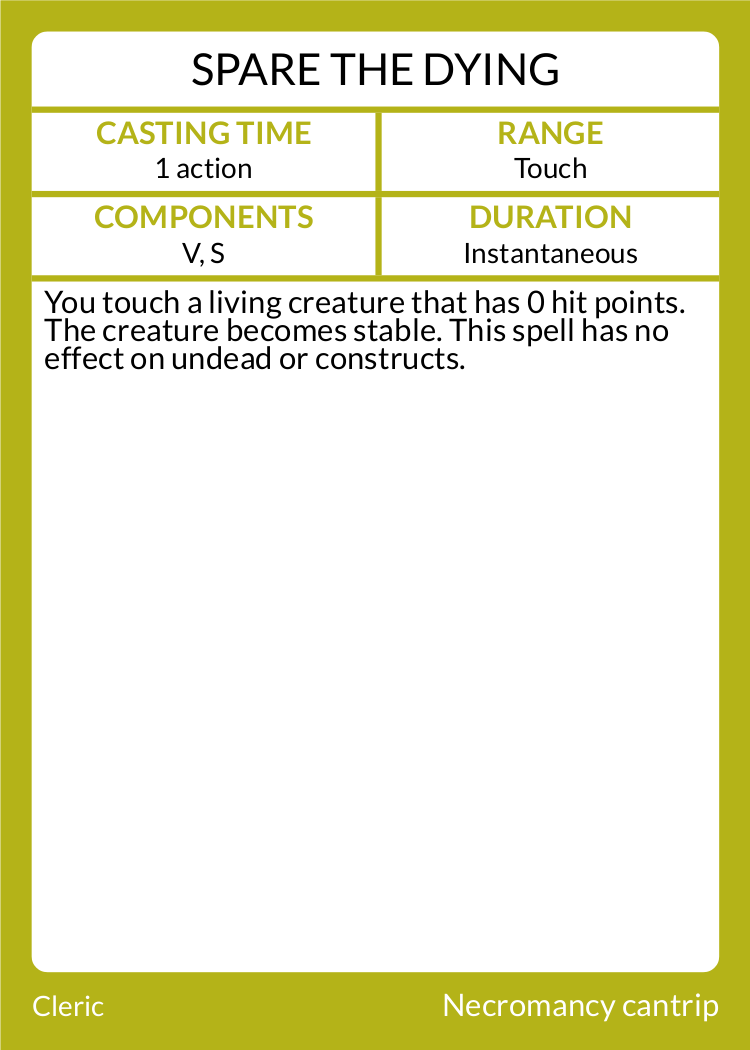 SPARE THE DYING
CASTING TIME
1 action
RANGE
Touch
COMPONENTS
V, S
DURATION
Instantaneous
You touch a living creature that has 0 hit points.
The creature becomes stable. This spell has no
effect on undead or constructs.
Cleric
Necromancy cantrip